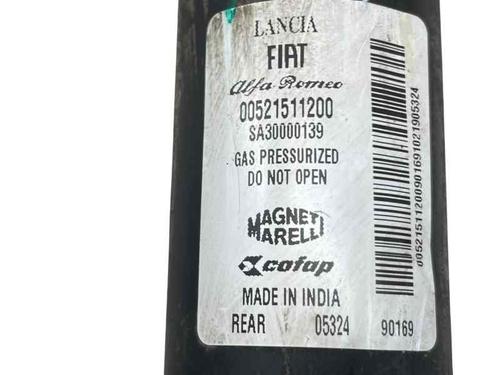 LANCIA
FIAT
Alfa Romeo
00521511200
SA30000139
GAS PRESSURIZED
DO NOT OPEN
MAGNETI
MARELLI
cofap
MADE IN INDIA
REAR 05324 90169
00521511200901691021905324